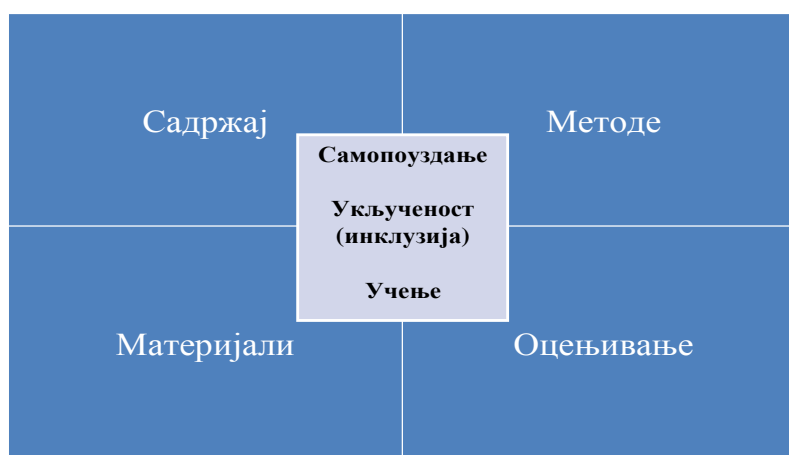 Садржај
Методе
Самопоуздање
Укљученост
(инклузија)
Учење
Материјали
Оцењивање